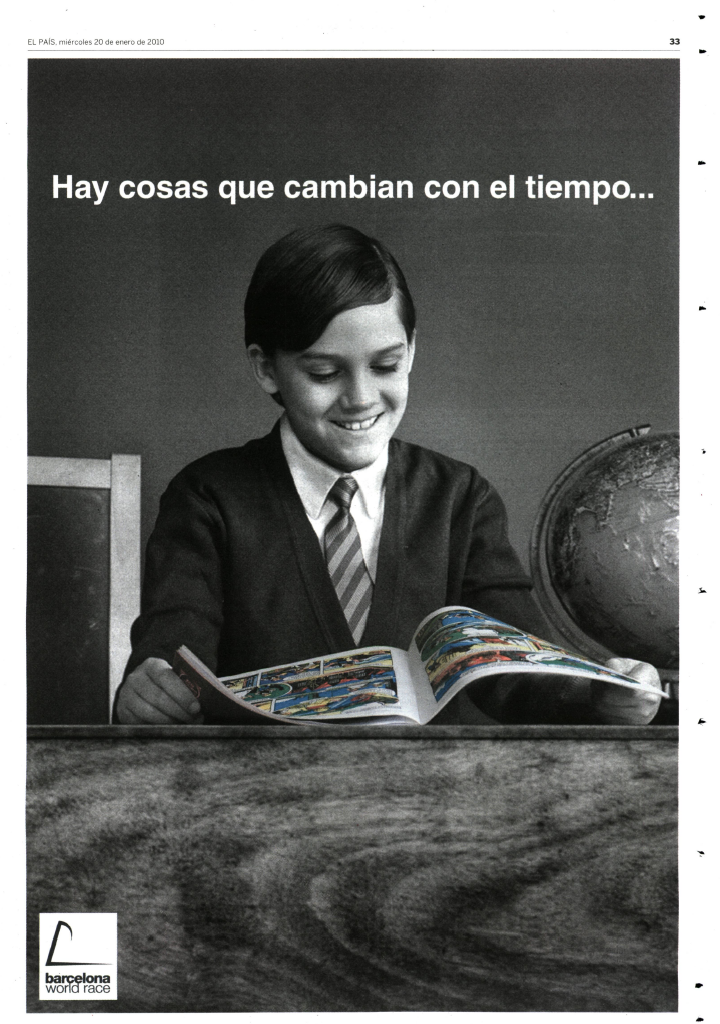 EL PAÍS, miércoles 20 de enero de 2010
33
Hay cosas que cambian con el tiempo...
barcelona
world race